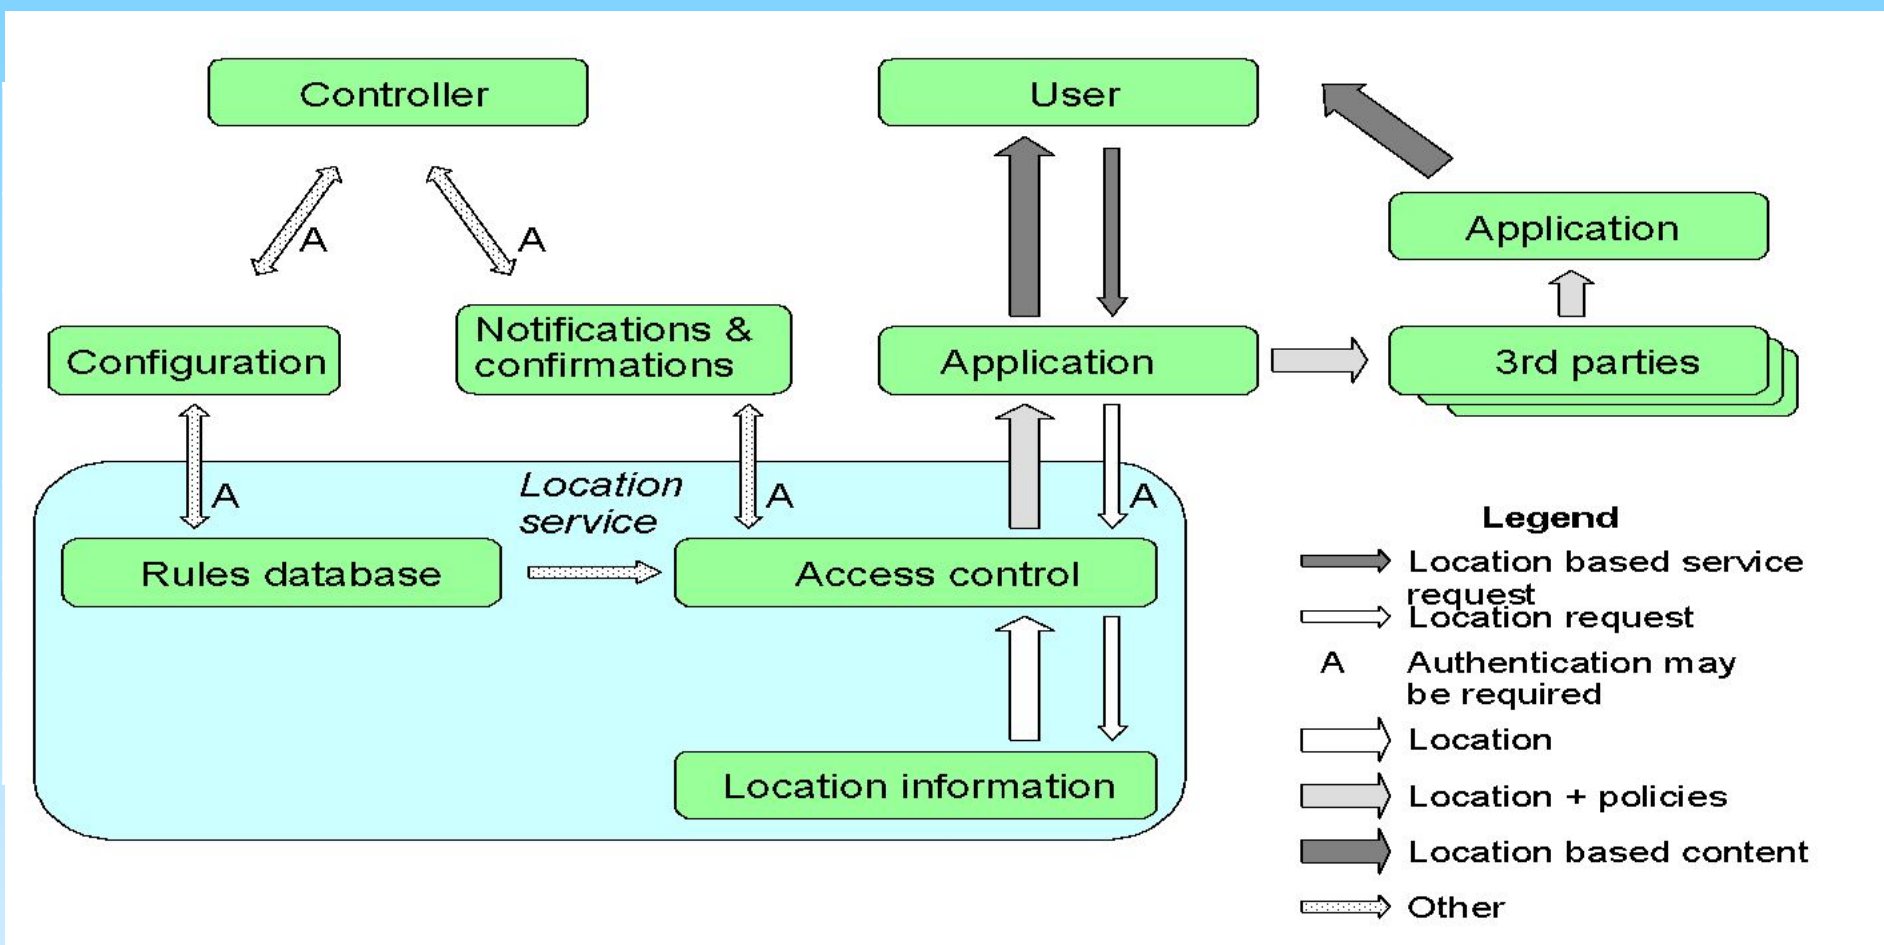 Controller
User
A
A
Application
Configuration
Notifications &
confirmations
Application
3rd parties
A
Location
service
A
A
Rules database
Access control
Location information
Legend
Location based service
request
Location request
A Authentication may
be required
Location
Location + policies
Location based content
Other